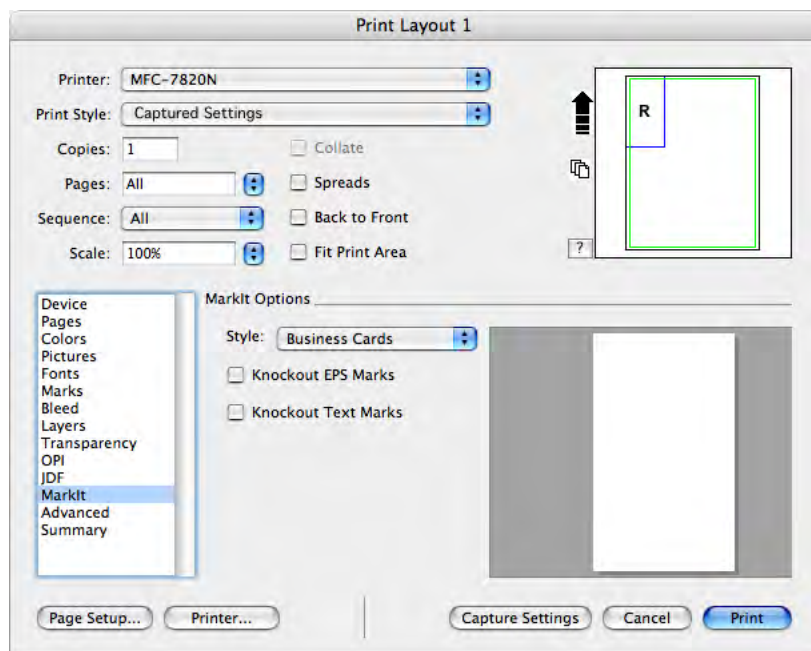 Print Layout 1
Printer: MFC-7820N
Print Style: Captured Settings
Copies: 1 Collate
Pages: All Spreads
Sequence: All Back to Front
Scale: 100% Fit Print Area
R
?
Device
Pages
Colors
Pictures
Fonts
Marks
Bleed
Layers
Transparency
OPI
JDF
MarkIt
Advanced
Summary
MarkIt Options
Style: Business Cards
Knockout EPS Marks
Knockout Text Marks
Page Setup... Printer... Capture Settings Cancel Print